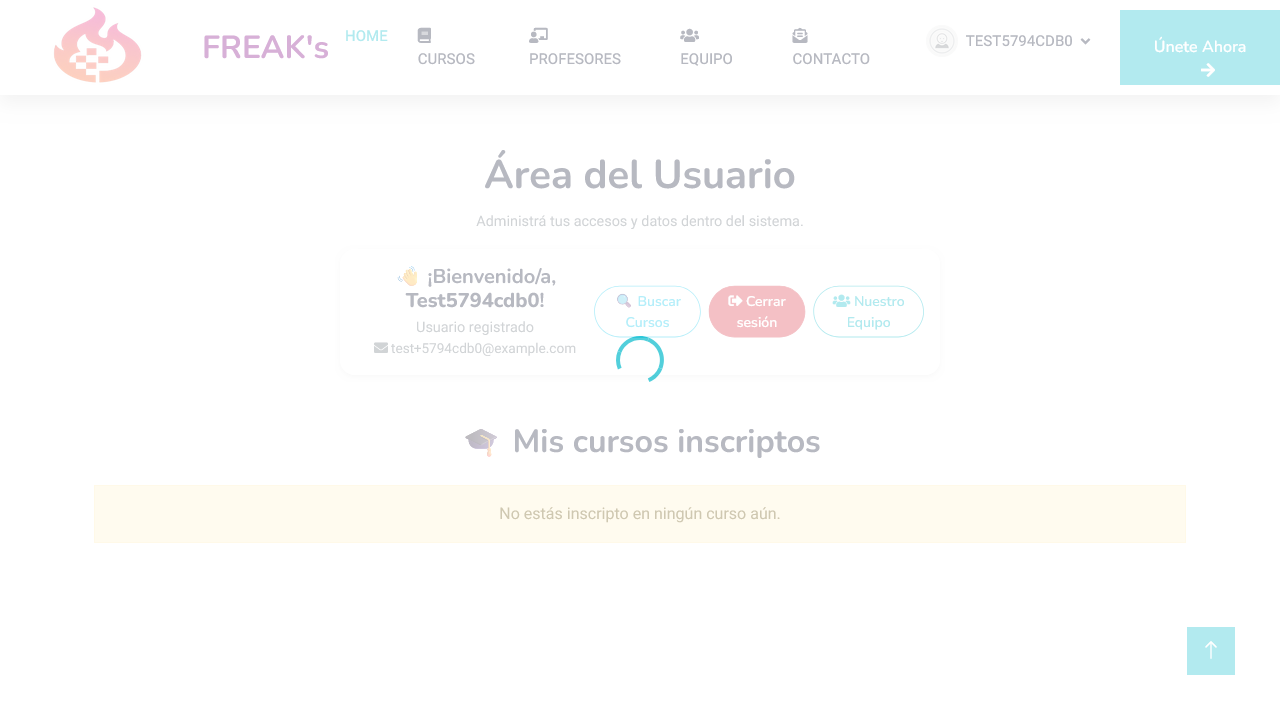 FREAK's
HOME
CURSOS
PROFESORES
EQUIPO
CONTACTO
TEST5794CDB0
Únete Ahora
Área del Usuario
Administrá tus accesos y datos dentro del sistema.
¡Bienvenido/a,
Test5794cdb0!
Usuario registrado
test+5794cdb0@example.com
Buscar
Cursos
Cerrar
sesión
Nuestro
Equipo
Mis cursos inscriptos
No estás inscripto en ningún curso aún.